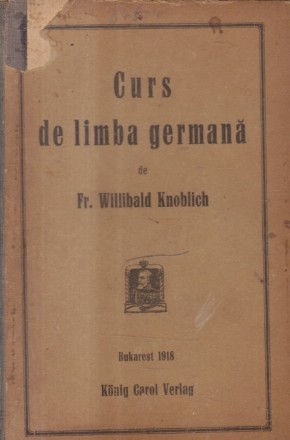 Curs
de limba germană
de
Fr. Willibald Knoblich
Bukarest 1918
König Carol Verlag